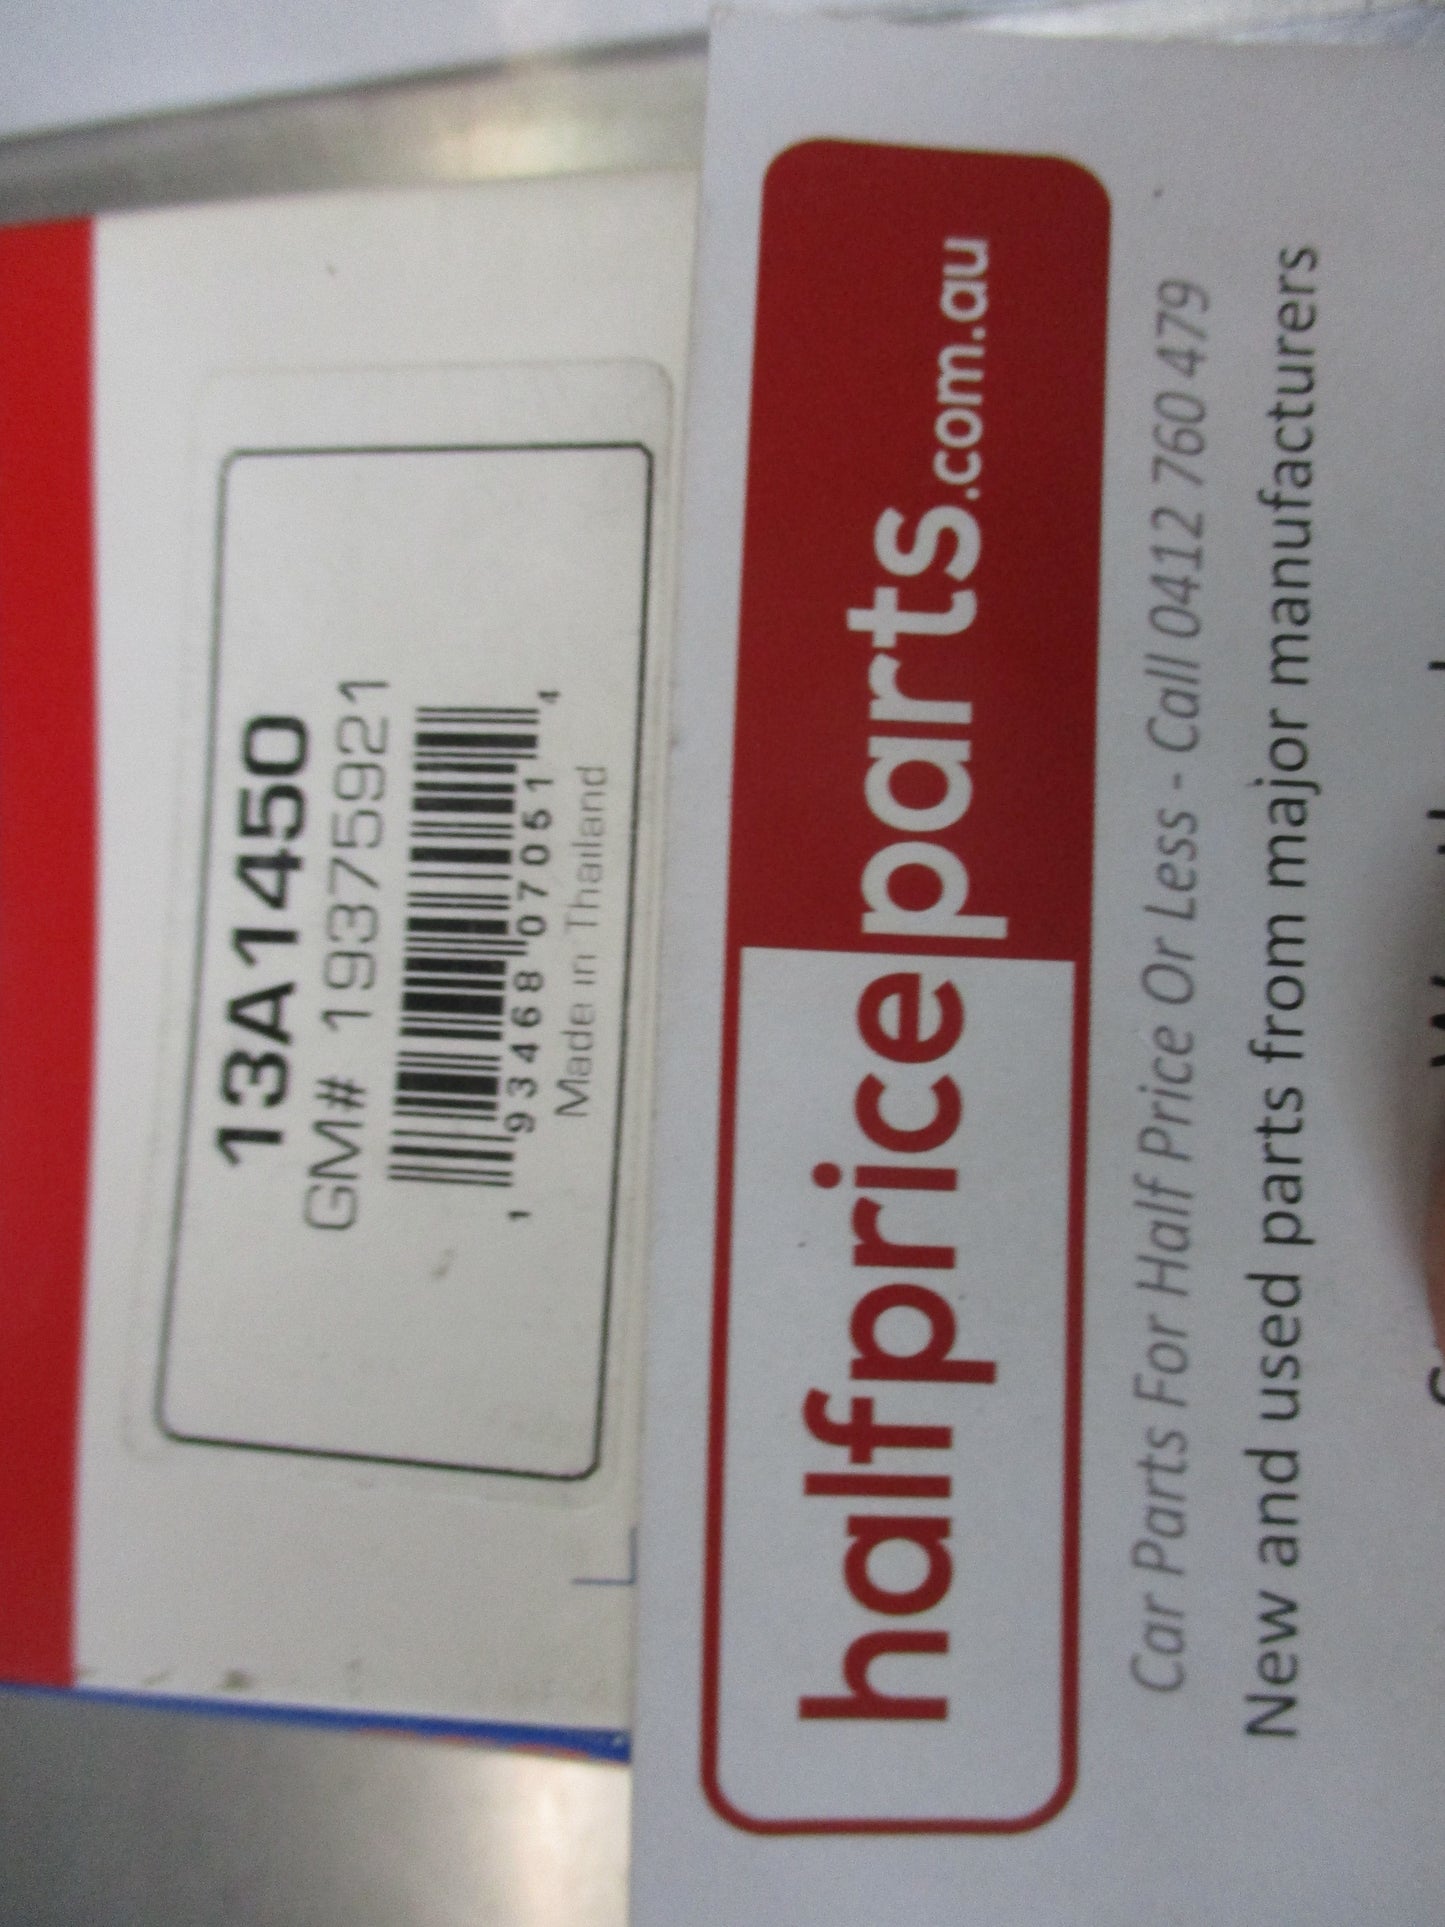 13A1450
GM# 19375921
1 93468 07051 4
Made in Thailand
halfpriceparts.com.au
Car Parts For Half Price Or Less - Call 0412 760 479
New and used parts from major manufacturers